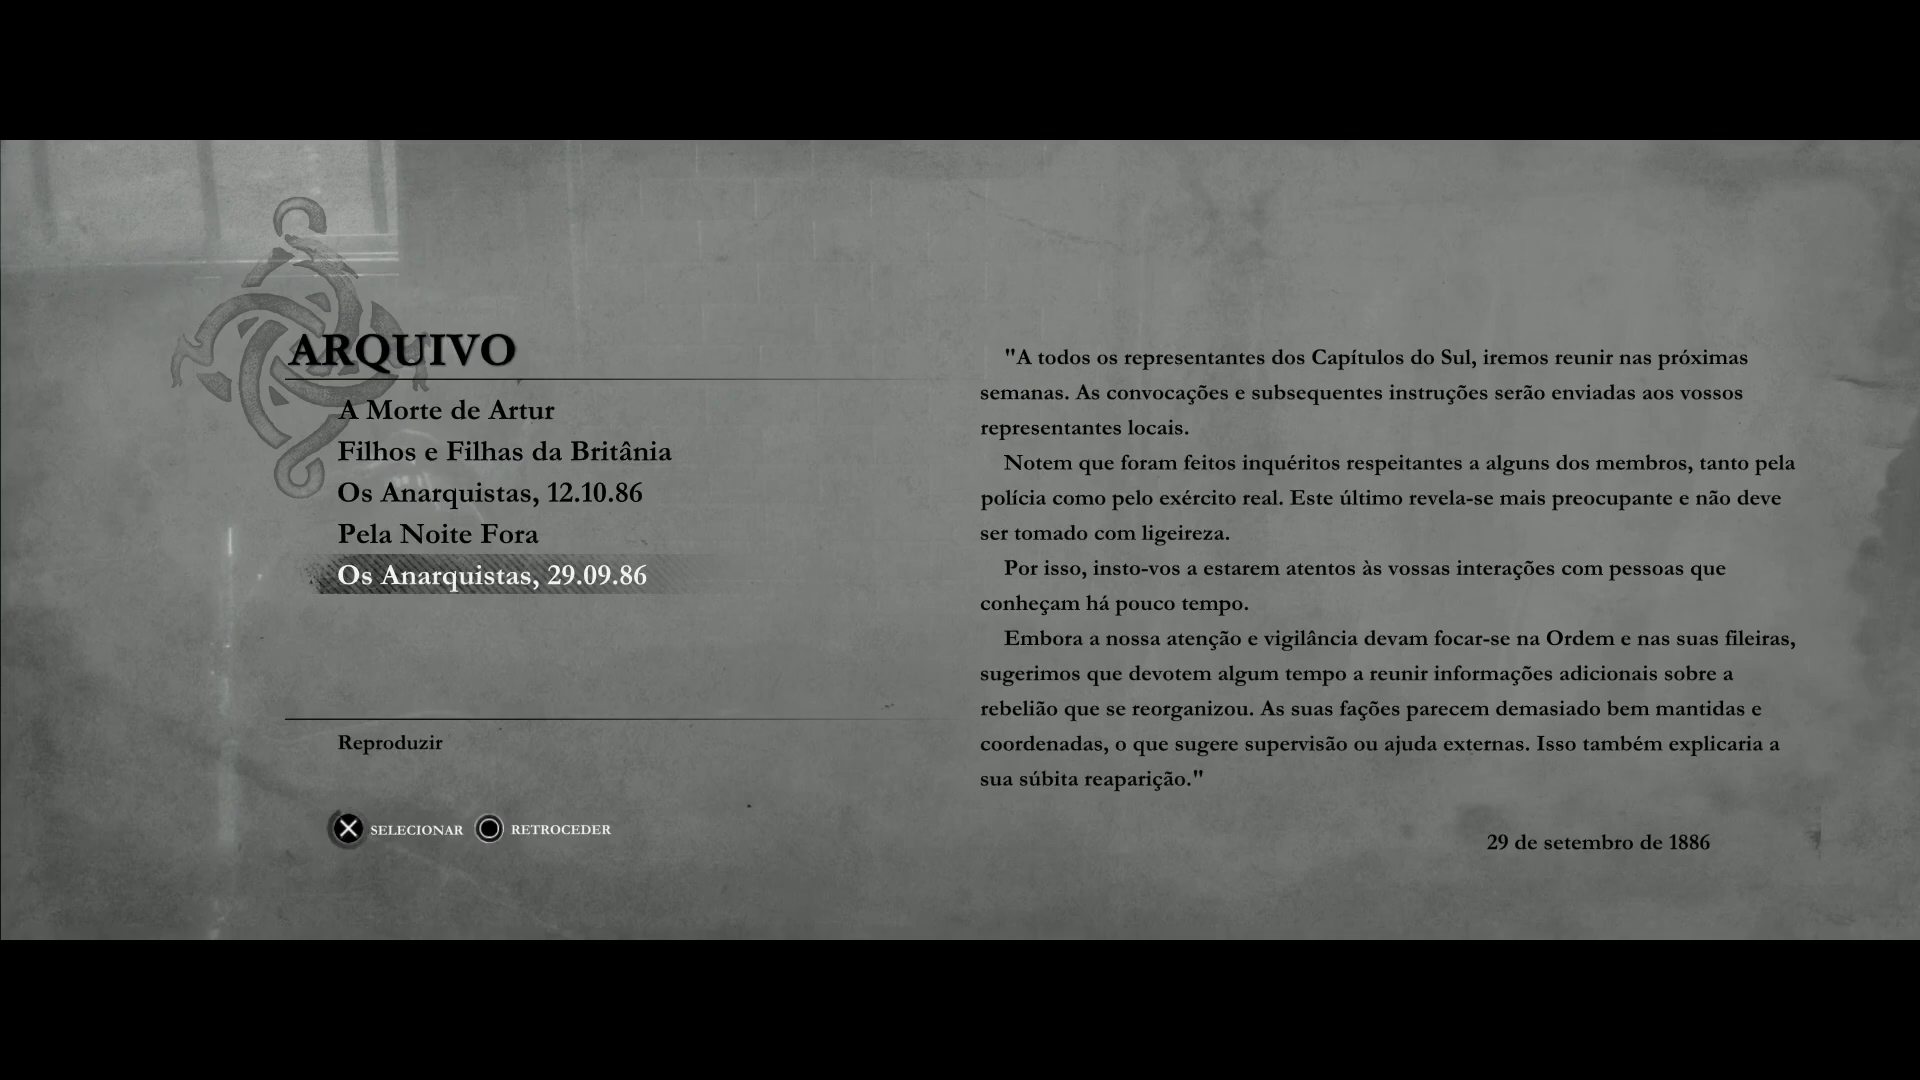 ARQUIVO
A Morte de Artur
Filhos e Filhas da Britânia
Os Anarquistas, 12.10.86
Pela Noite Fora
Os Anarquistas, 29.09.86
Reproduzir
SELECIONAR RETROCEDER
"A todos os representantes dos Capítulos do Sul, iremos reunir nas próximas
semanas. As convocações e subsequentes instruções serão enviadas aos vossos
representantes locais.
Notem que foram feitos inquéritos respeitantes a alguns dos membros, tanto pela
polícia como pelo exército real. Este último revela-se mais preocupante e não deve
ser tomado com ligeireza.
Por isso, insto-vos a estarem atentos às vossas interações com pessoas que
conheçam há pouco tempo.
Embora a nossa atenção e vigilância devam focar-se na Ordem e nas suas fileiras,
sugerimos que devotem algum tempo a reunir informações adicionais sobre a
rebelião que se reorganizou. As suas fações parecem demasiado bem mantidas e
coordenadas, o que sugere supervisão ou ajuda externas. Isso também explicaria a
sua súbita reaparição."
29 de setembro de 1886